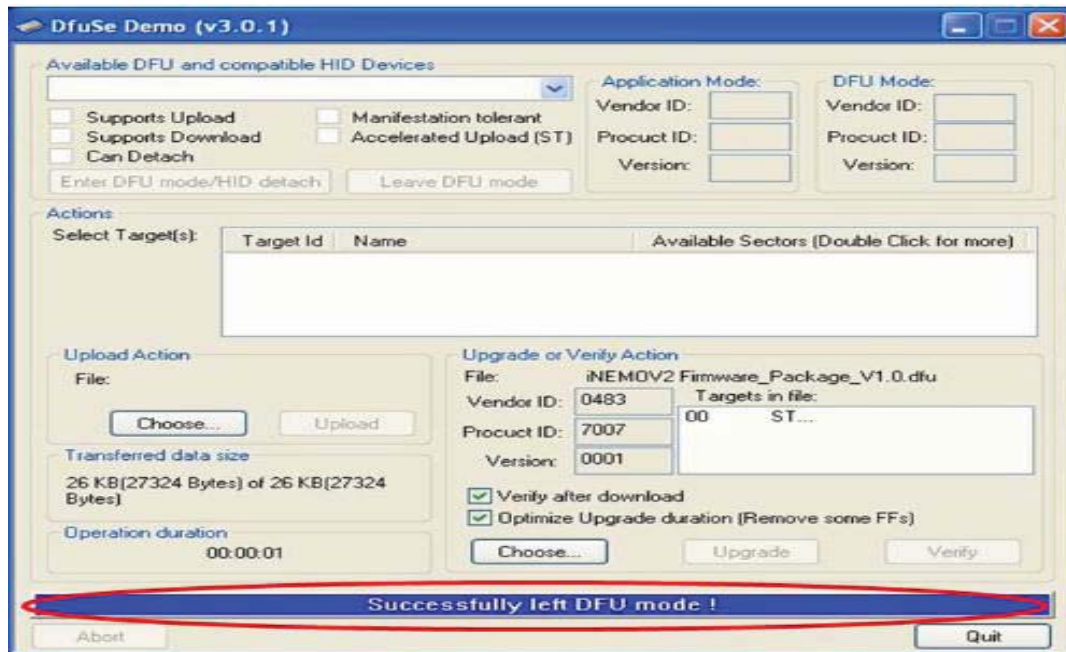 DfuSe Demo (v3.0.1)
Available DFU and compatible HID Devices
Supports Upload
Manifestation tolerant
Supports Download
Accelerated Upload (ST)
Can Detach
Enter DFU mode/HID detach
Leave DFU mode
Application Mode:
Vendor ID:
Procuct ID:
Version:
DFU Mode:
Vendor ID:
Procuct ID:
Version:
Actions
Select Target(s):
Target Id
Name
Available Sectors (Double Click for more)
Upload Action
File:
Choose...
Upload
Transferred data size
26 KB(27324 Bytes) of 26 KB(27324
Bytes)
Operation duration
00:00:01
Upgrade or Verify Action
File:
iNEMOV2 Firmware_Package_V1.0.dfu
Vendor ID:
0483
Procuct ID:
7007
Version:
0001
Targets in file:
00 ST...
Verify after download
Optimize Upgrade duration (Remove some FFs)
Choose...
Upgrade
Verify
Successfully left DFU mode !
Abort
Quit